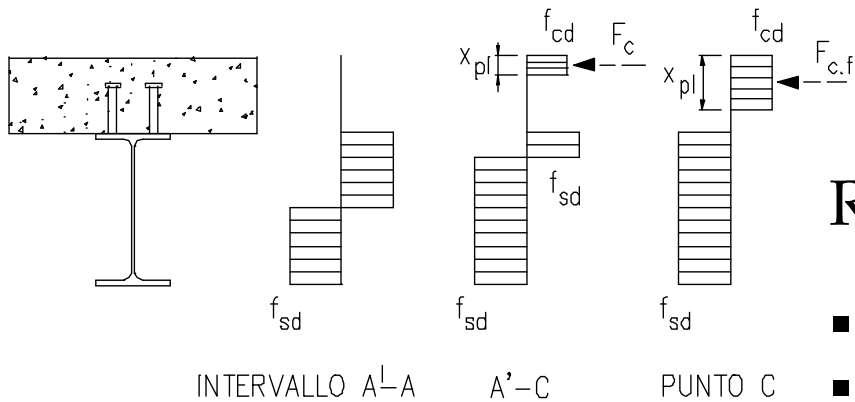 f_cd
F_c
x_pl
f_sd
f_sd
f_cd
F_c.f
x_pl
f_sd
f_sd
R
■
■
INTERVALLO A'-A
A'-C
PUNTO C